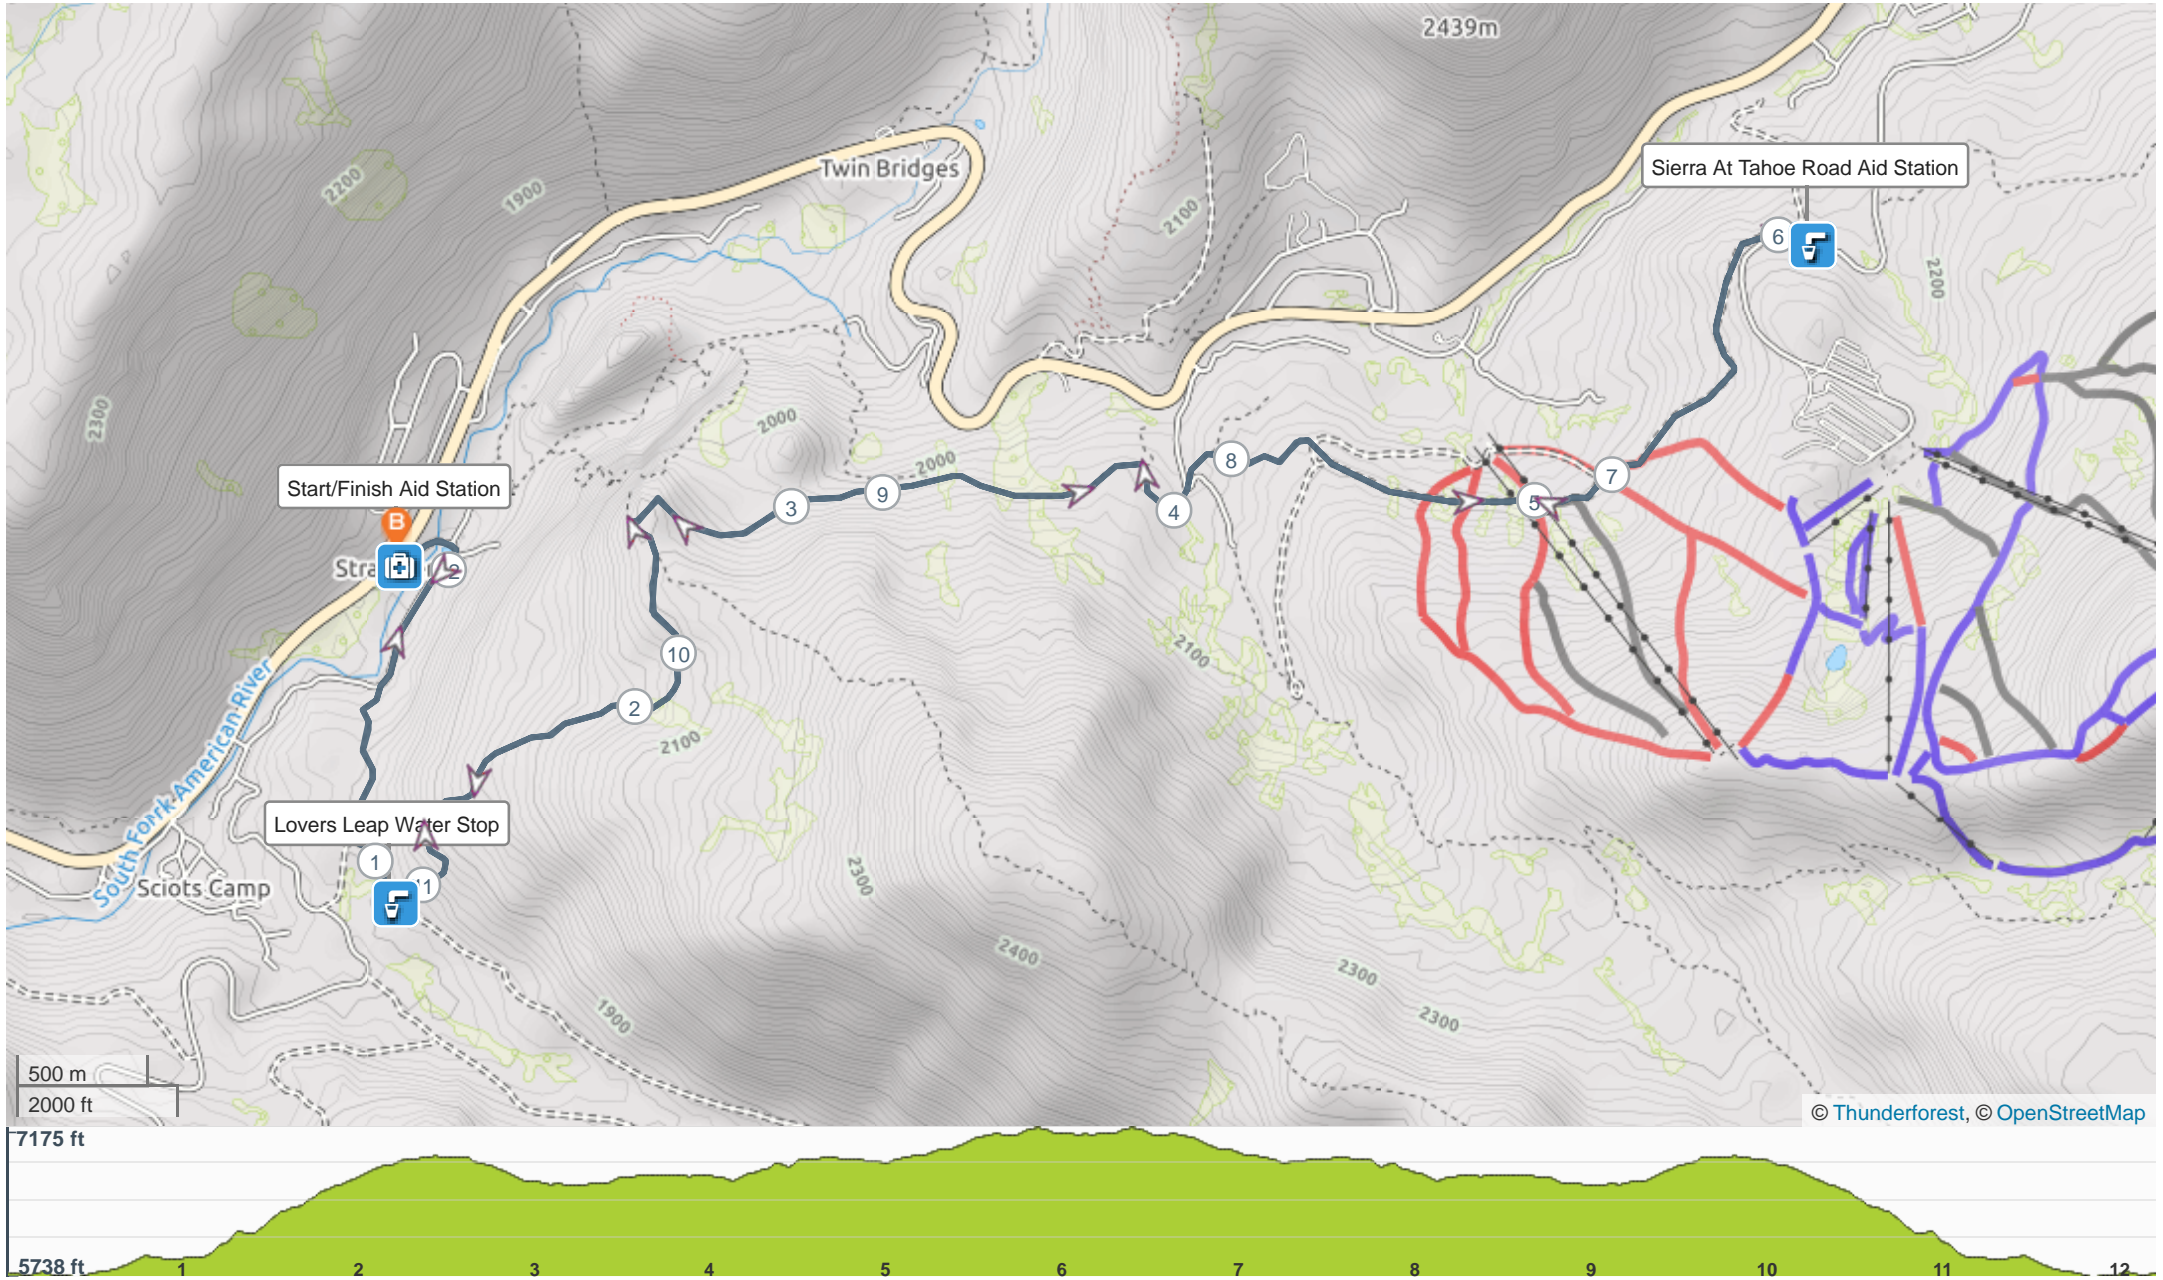 2439m
Twin Bridges
Sierra At Tahoe Road Aid Station
2200
1900
2100
6
2200
2300
2000
Start/Finish Aid Station
B
2000
8
7
3
9
4
5
2
2100
10
2
2100
South Fork American River
Lovers Leap Water Stop
1
11
Sciots Camp
2300
2400
2300
2300
1900
500 m
2000 ft
© Thunderforest, © OpenStreetMap
7175 ft
5738 ft
1 2 3 4 5 6 7 8 9 10 11 12